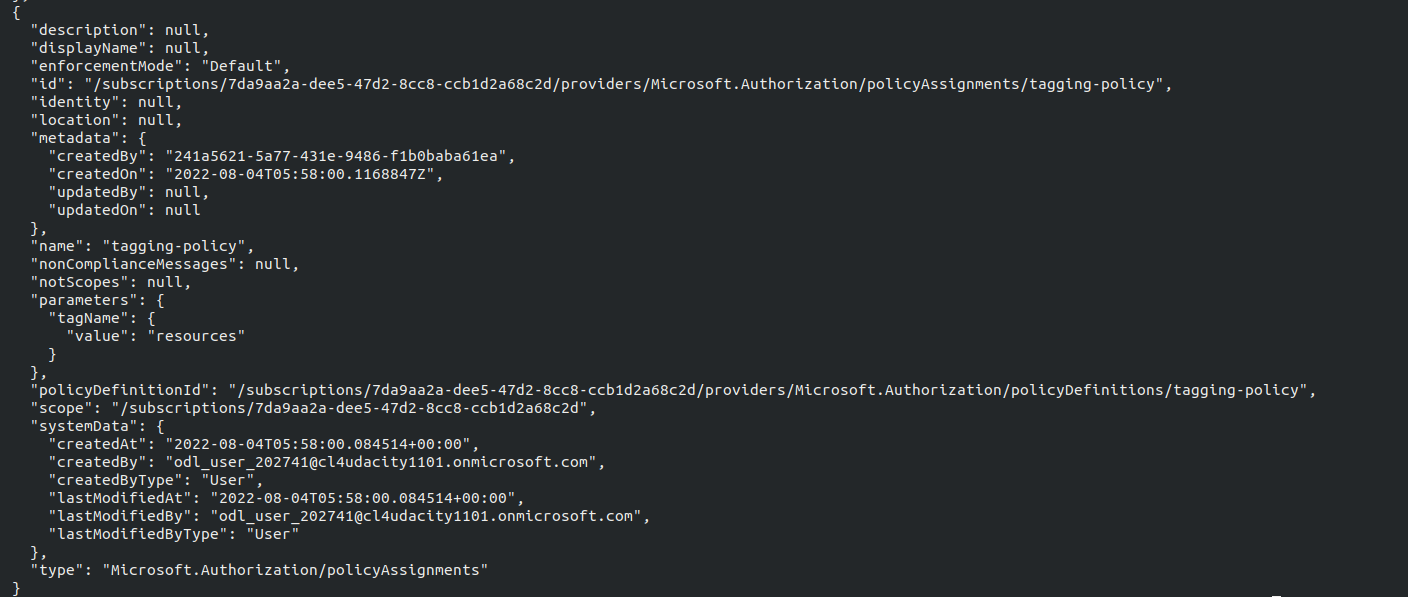 {
  "description": null,
  "displayName": null,
  "enforcementMode": "Default",
  "id": "/subscriptions/7da9aa2a-dee5-47d2-8cc8-ccb1d2a68c2d/providers/Microsoft.Authorization/policyAssignments/tagging-policy",
  "identity": null,
  "location": null,
  "metadata": {
    "createdBy": "241a5621-5a77-431e-9486-f1b0baba61ea",
    "createdOn": "2022-08-04T05:58:00.1168847Z",
    "updatedBy": null,
    "updatedOn": null
  },
  "name": "tagging-policy",
  "nonComplianceMessages": null,
  "notScopes": null,
  "parameters": {
    "tagName": {
      "value": "resources"
    }
  },
  "policyDefinitionId": "/subscriptions/7da9aa2a-dee5-47d2-8cc8-ccb1d2a68c2d/providers/Microsoft.Authorization/policyDefinitions/tagging-policy",
  "scope": "/subscriptions/7da9aa2a-dee5-47d2-8cc8-ccb1d2a68c2d",
  "systemData": {
    "createdAt": "2022-08-04T05:58:00.084514+00:00",
    "createdBy": "odl_user_202741@cl4udacity1101.onmicrosoft.com",
    "createdByType": "User",
    "lastModifiedAt": "2022-08-04T05:58:00.084514+00:00",
    "lastModifiedBy": "odl_user_202741@cl4udacity1101.onmicrosoft.com",
    "lastModifiedByType": "User"
  },
  "type": "Microsoft.Authorization/policyAssignments"
}